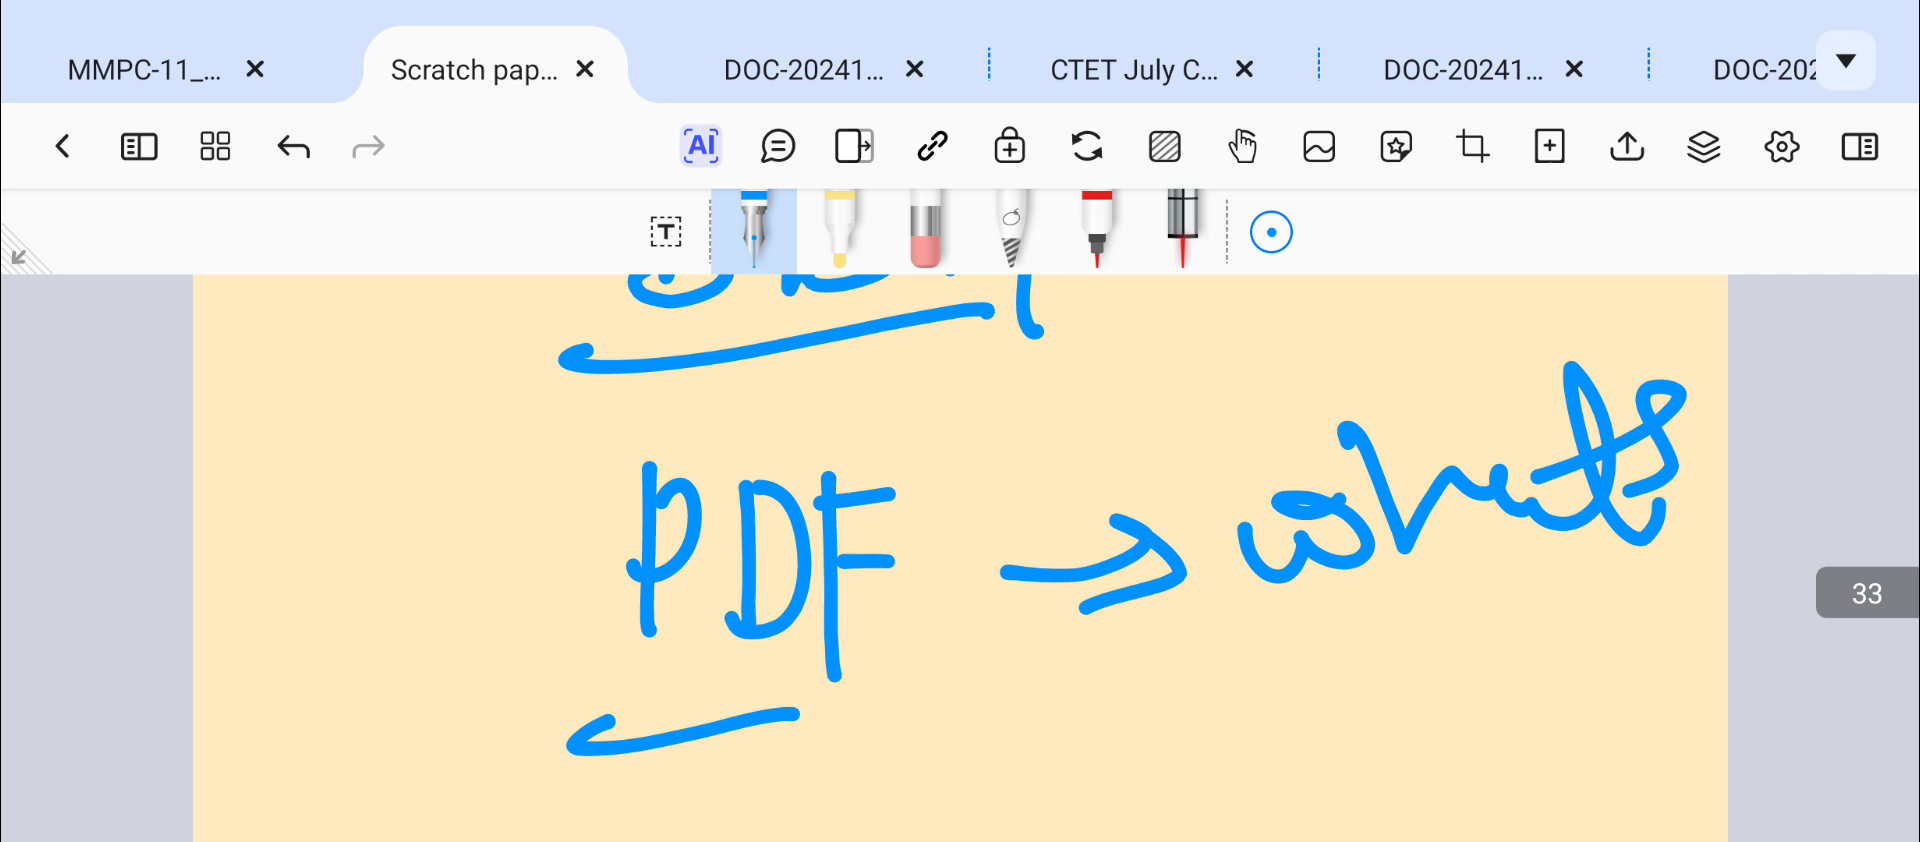 MMPC-11_... Scratch pap... DOC-20241... CTET July C... DOC-20241... DOC-202
AI
T
PDF → whats
33